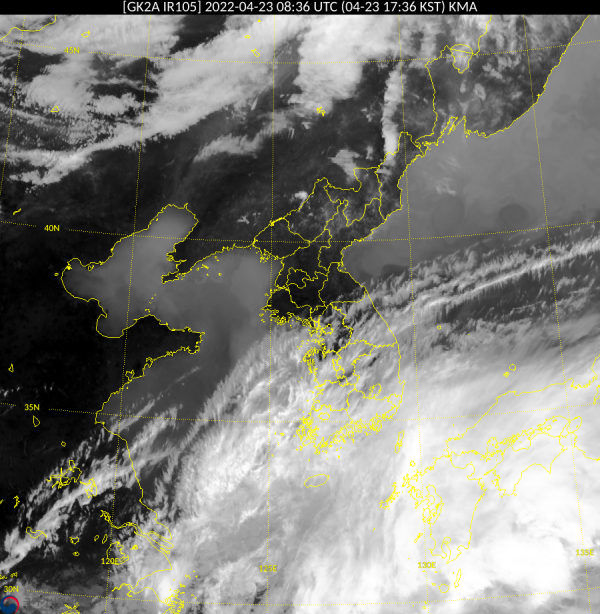 [GK2A IR105] 2022-04-23 08:36 UTC (04-23 17:36 KST) KMA
45N
40N
35N
120E
125E
130E
135E
30N